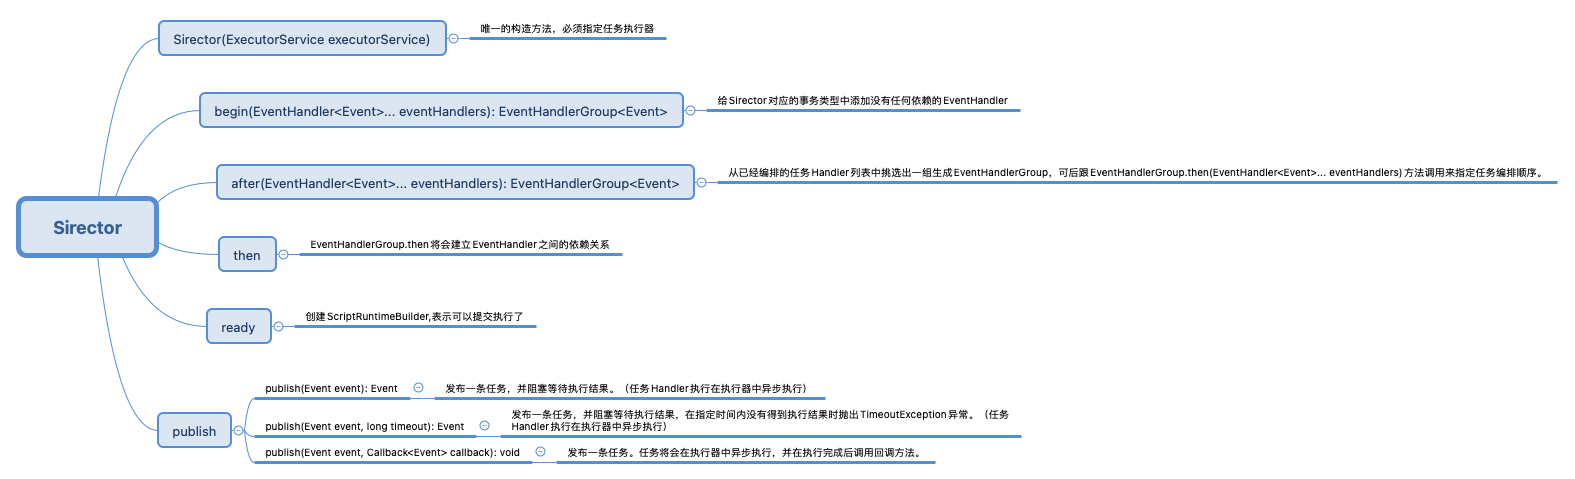 Sirector
Sirector(ExecutorService executorService)
唯一的构造方法，必须指定任务执行器
begin(EventHandler<Event>... eventHandlers): EventHandlerGroup<Event>
给Sirector对应的事务类型中添加没有任何依赖的EventHandler
after(EventHandler<Event>... eventHandlers): EventHandlerGroup<Event>
从已经编排的任务Handler列表中挑选出一组生成EventHandlerGroup，可后跟EventHandlerGroup.then(EventHandler<Event>... eventHandlers)方法调用来指定任务编排顺序。
then
EventHandlerGroup.then将会建立EventHandler之间的依赖关系
ready
创建ScriptRuntimeBuilder,表示可以提交执行了
publish
publish(Event event): Event
发布一条任务，并阻塞等待执行结果。（任务Handler执行在执行器中异步执行）
publish(Event event, long timeout): Event
发布一条任务，并阻塞等待执行结果，在指定时间内没有得到执行结果时抛出TimeoutException异常。（任务
Handler执行在执行器中异步执行）
publish(Event event, Callback<Event> callback): void
发布一条任务。任务将会在执行器中异步执行，并在执行完成后调用回调方法。